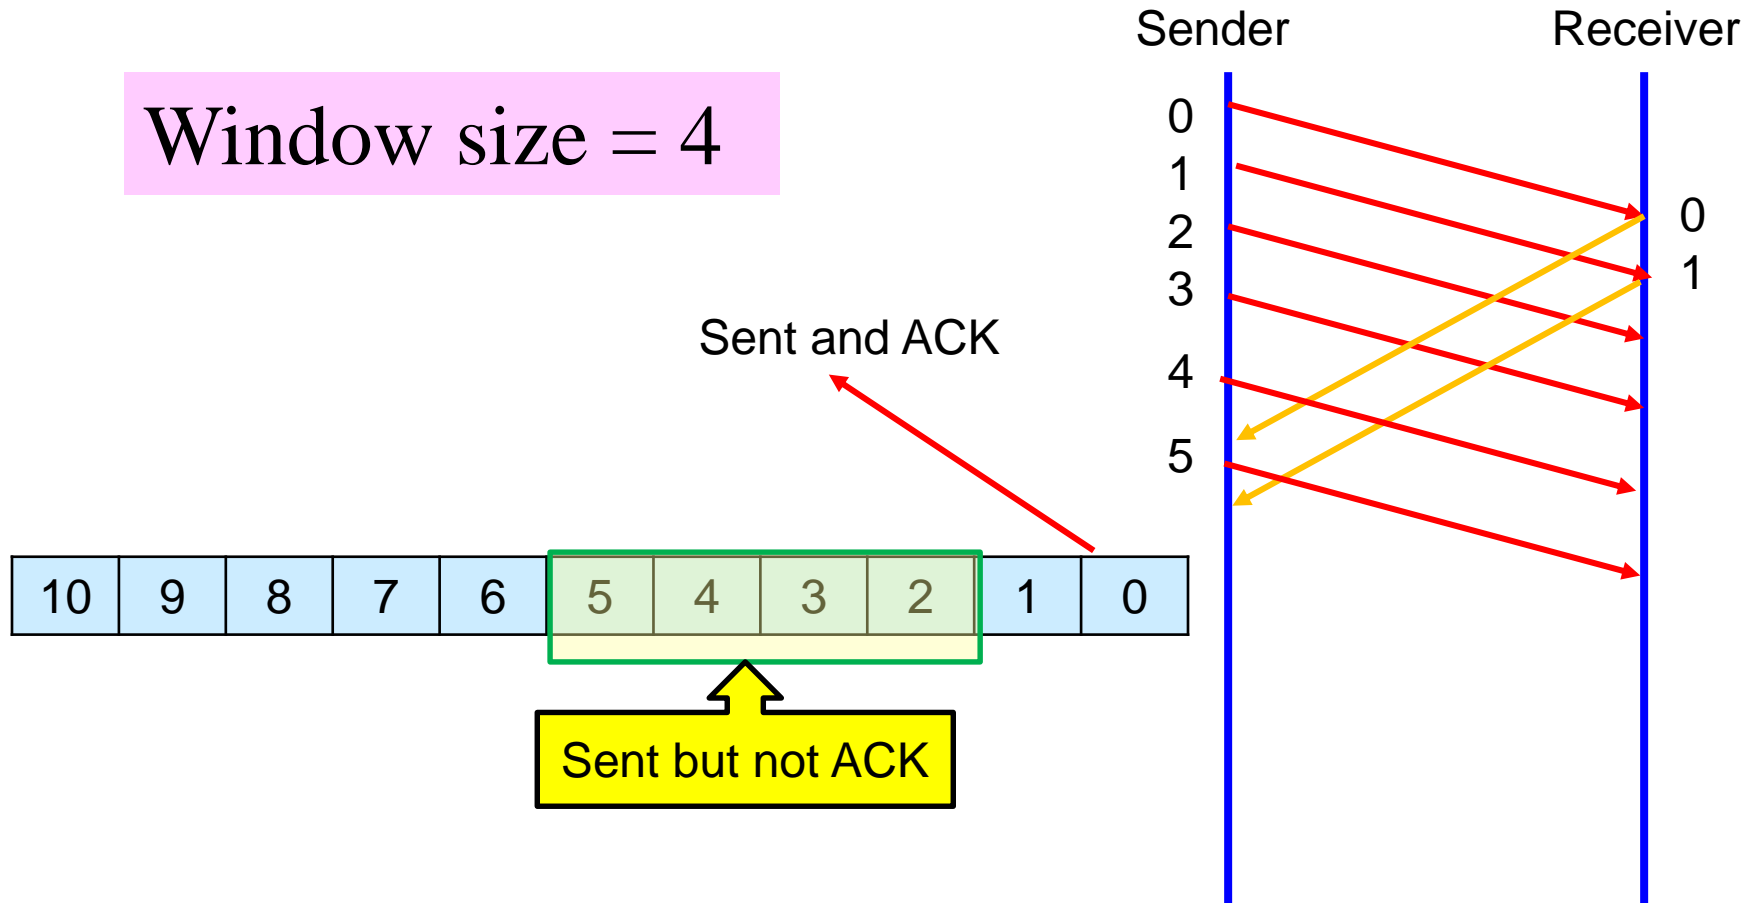 Sender Receiver
Window size = 4
0
1
2
3
4
5
0
1
Sent and ACK
10 9 8 7 6 5 4 3 2 1 0
Sent but not ACK